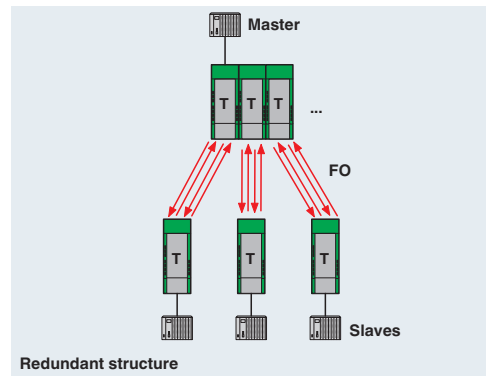 Master
T T T ...
FO
T T T
Slaves
Redundant structure